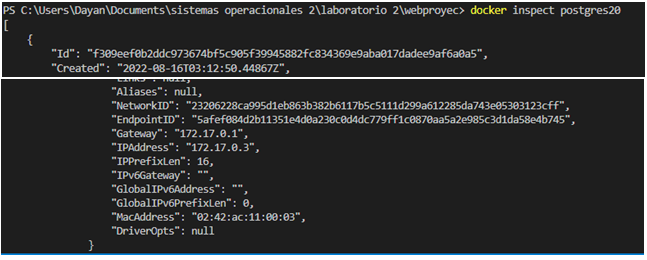 PS C:\Users\Dayan\Documents\sistemas operacionales 2\laboratorio 2\webproyec> docker inspect postgres20
[
{
"Id": "f309eef0b2ddc973674bf5c905f39945882fc834369e9aba017dadee9af6a0a5",
"Created": "2022-08-16T03:12:50.44867Z",
"Links": null,
"Aliases": null,
"NetworkID": "23206228ca995d1eb863b382b6117b5c5111d299a612285da743e05303123cff",
"EndpointID": "5afef084d2b11351e4d0a230c0d4dc779ff1c0870aa5a2e985c3d1da58e4b745",
"Gateway": "172.17.0.1",
"IPAddress": "172.17.0.3",
"IPPrefixLen": 16,
"IPv6Gateway": "",
"GlobalIPv6Address": "",
"GlobalIPv6PrefixLen": 0,
"MacAddress": "02:42:ac:11:00:03",
"DriverOpts": null
}